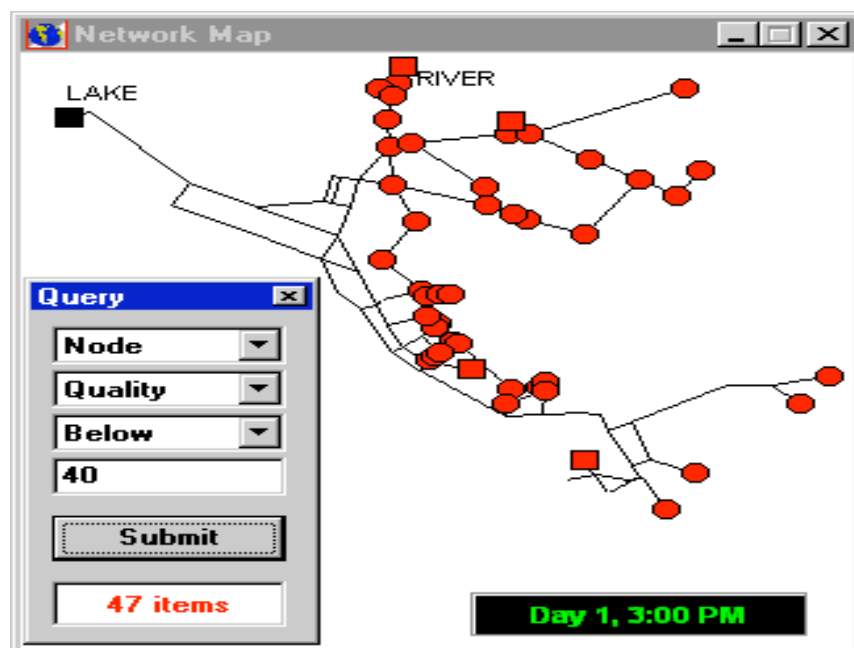 Network Map
LAKE
RIVER
Query
Node
Quality
Below
40
Submit
47 items
Day 1, 3:00 PM